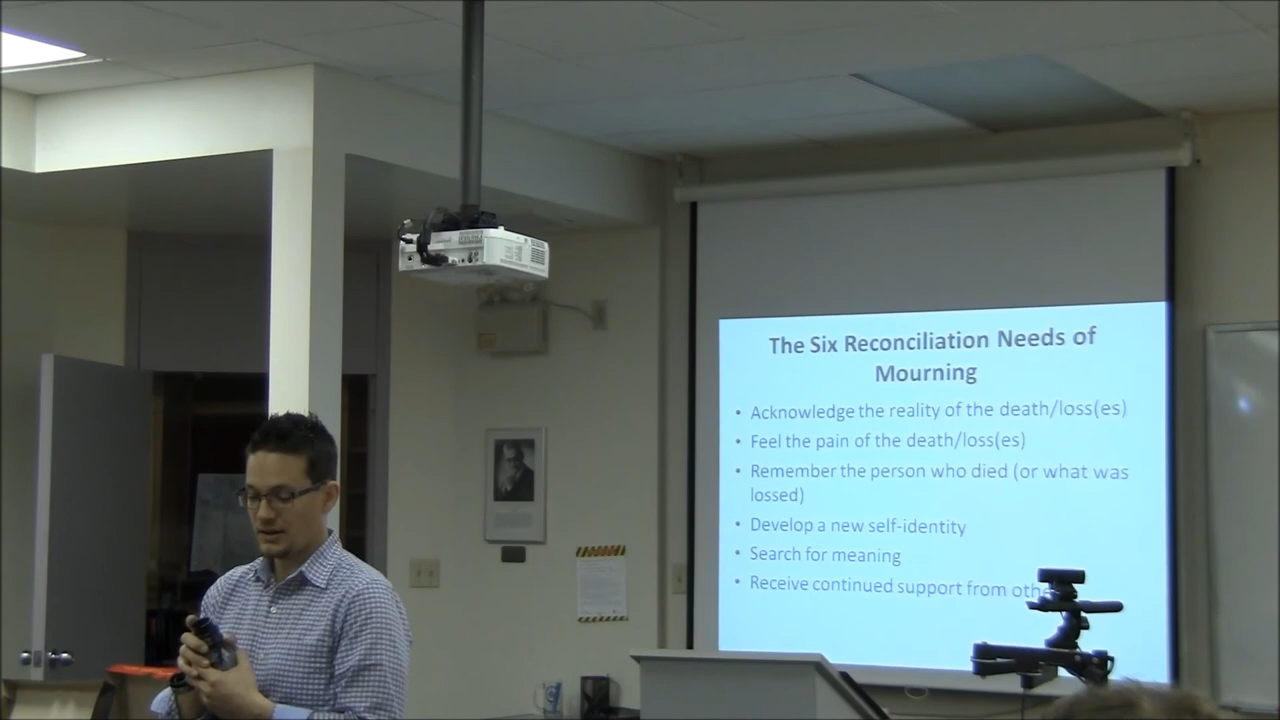 The Six Reconciliation Needs of
Mourning
• Acknowledge the reality of the death/loss(es)
• Feel the pain of the death/loss(es)
• Remember the person who died (or what was
lossed)
• Develop a new self-identity
• Search for meaning
• Receive continued support from